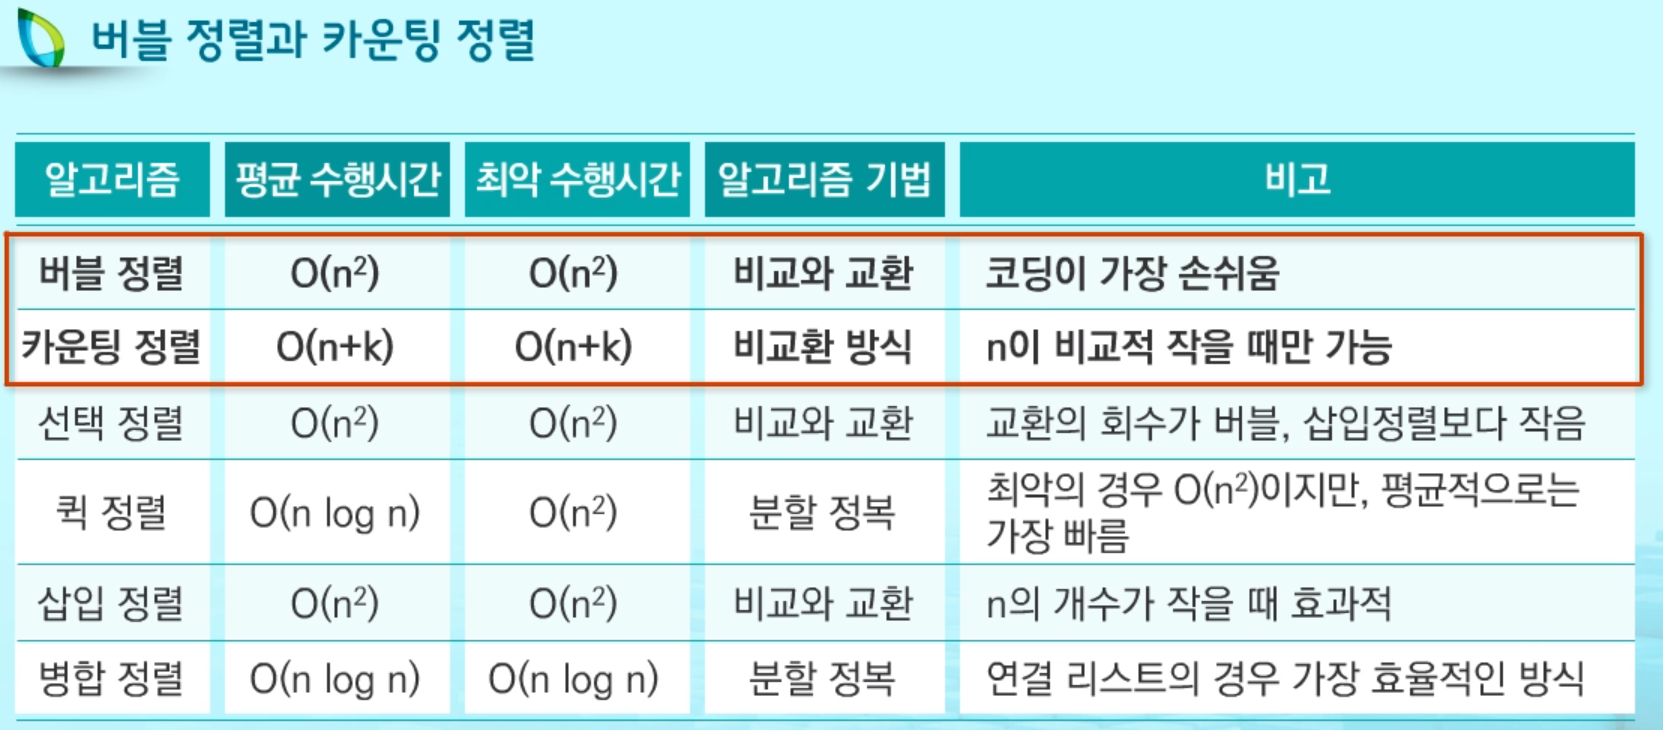 버블 정렬과 카운팅 정렬
알고리즘 평균 수행시간 최악 수행시간 알고리즘 기법 비고
버블 정렬 O(n²) O(n²) 비교와 교환 코딩이 가장 손쉬움
카운팅 정렬 O(n+k) O(n+k) 비교환 방식 n이 비교적 작을 때만 가능
선택 정렬 O(n²) O(n²) 비교와 교환 교환의 회수가 버블, 삽입정렬보다 작음
퀵 정렬 O(n log n) O(n²) 분할 정복 최악의 경우 O(n²)이지만, 평균적으로는
가장 빠름
삽입 정렬 O(n²) O(n²) 비교와 교환 n의 개수가 작을 때 효과적
병합 정렬 O(n log n) O(n log n) 분할 정복 연결 리스트의 경우 가장 효율적인 방식